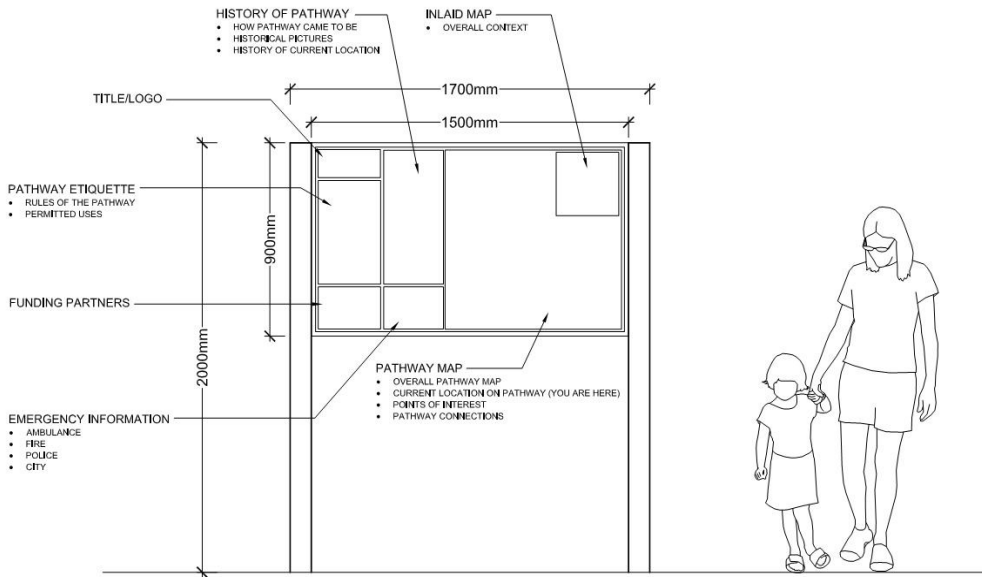 HISTORY OF PATHWAY
• HOW PATHWAY CAME TO BE
• HISTORICAL PICTURES
• HISTORY OF CURRENT LOCATION
INLAID MAP
• OVERALL CONTEXT
1700mm
1500mm
TITLE/LOGO
PATHWAY ETIQUETTE
• RULES OF THE PATHWAY
• PERMITTED USES
900mm
FUNDING PARTNERS
2000mm
PATHWAY MAP
• OVERALL PATHWAY MAP
• CURRENT LOCATION ON PATHWAY (YOU ARE HERE)
• POINTS OF INTEREST
• PATHWAY CONNECTIONS
EMERGENCY INFORMATION
• AMBULANCE
• FIRE
• POLICE
• CITY